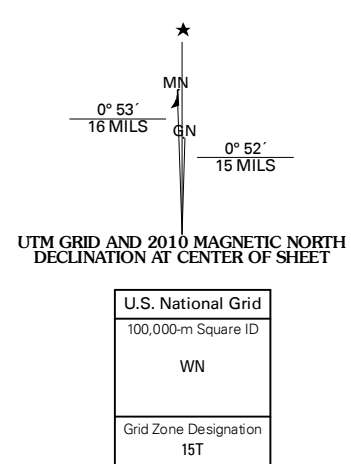 MN
0° 53´
16 MILS
GN
0° 52´
15 MILS
UTM GRID AND 2010 MAGNETIC NORTH
DECLINATION AT CENTER OF SHEET
U.S. National Grid
100,000-m Square ID
WN
Grid Zone Designation
15T